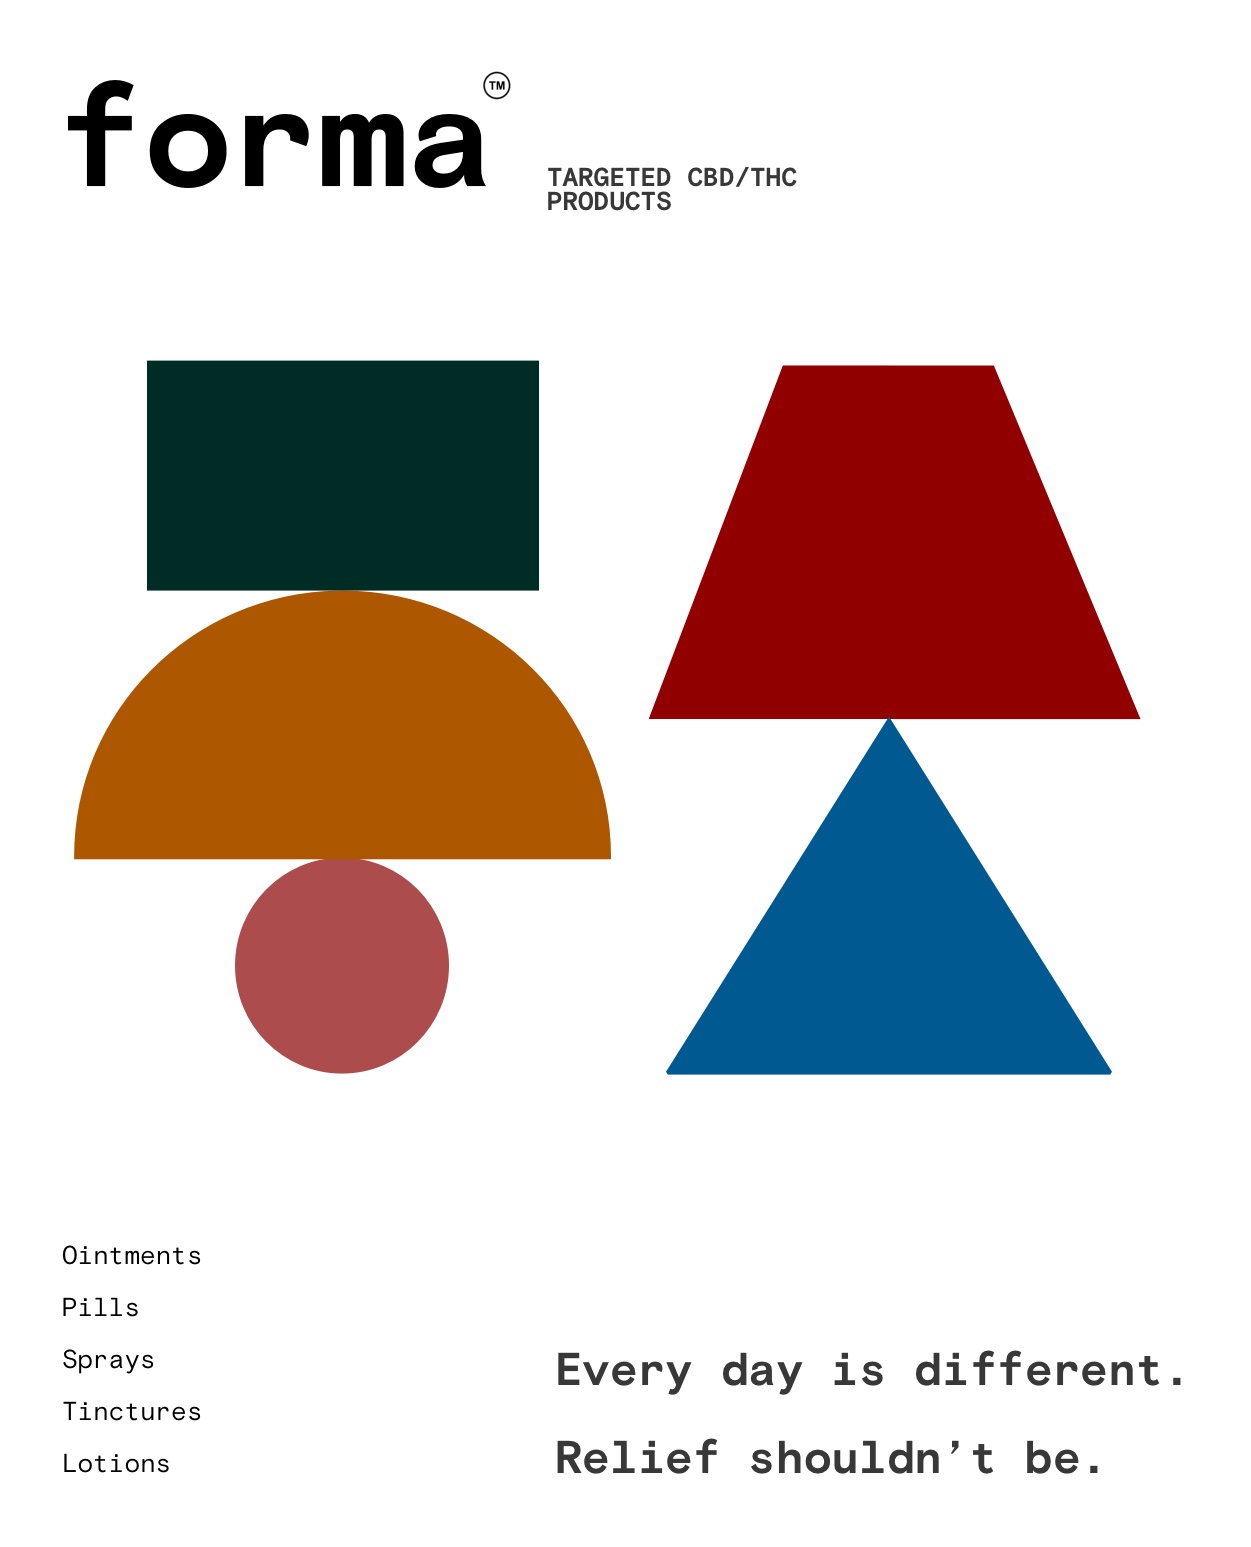 forma™
TARGETED CBD/THC
PRODUCTS
Ointments
Pills
Sprays
Tinctures
Lotions
Every day is different.
Relief shouldn’t be.